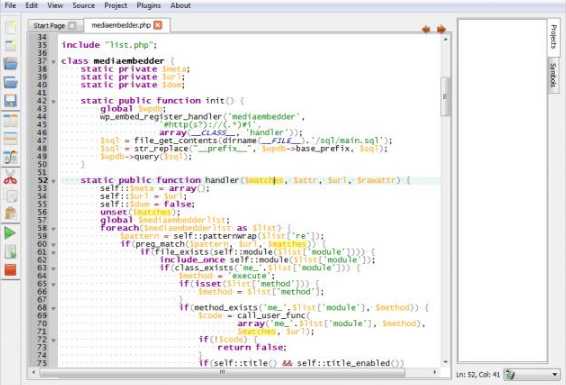 File Edit View Source Project Plugins About
Start Page mediaembedder.php
34
35 include "list.php";
36
37 class mediaembedder {
38 static private $meta;
39 static private $url;
40 static private $dom;
41
42 static public function init() {
43 global $wpdb;
44 wp_embed_register_handler('mediaembedder',
45 '#http(s?)://(.*)#i',
46 array(__CLASS__, 'handler'));
47 $sql = file_get_contents(dirname(__FILE__).'/sql/main.sql');
48 $sql = str_replace("__prefix__", $wpdb->base_prefix, $sql);
49 $wpdb->query($sql);
50 }
51
52 static public function handler($matches, $attr, $url, $rawattr) {
53 self::$meta = array();
54 self::$url = $url;
55 self::$dom = false;
56 unset($matches);
57 global $mediaembedderlist;
58 foreach($mediaembedderlist as $list) {
59 $pattern = self::patternwrap($list["re"]);
60 if(preg_match($pattern, $url, $matches)) {
61 if(file_exists(self::module($list["module"]))) {
62 include_once self::module($list["module"]);
63 if(class_exists('me_'.$list["module"])) {
64 $method = 'execute';
65 if(isset($list["method"])) {
66 $method = $list["method"];
67 }
68 if(method_exists('me_'.$list["module"], $method)) {
69 $code = call_user_func(
70 array('me_'.$list["module"], $method),
71 $matches, $url);
72 if(!$code) {
73 return false;
74 }
75 if(self::title() && self::title_enabled())
Projects
Symbols
Ln: 52, Col: 41